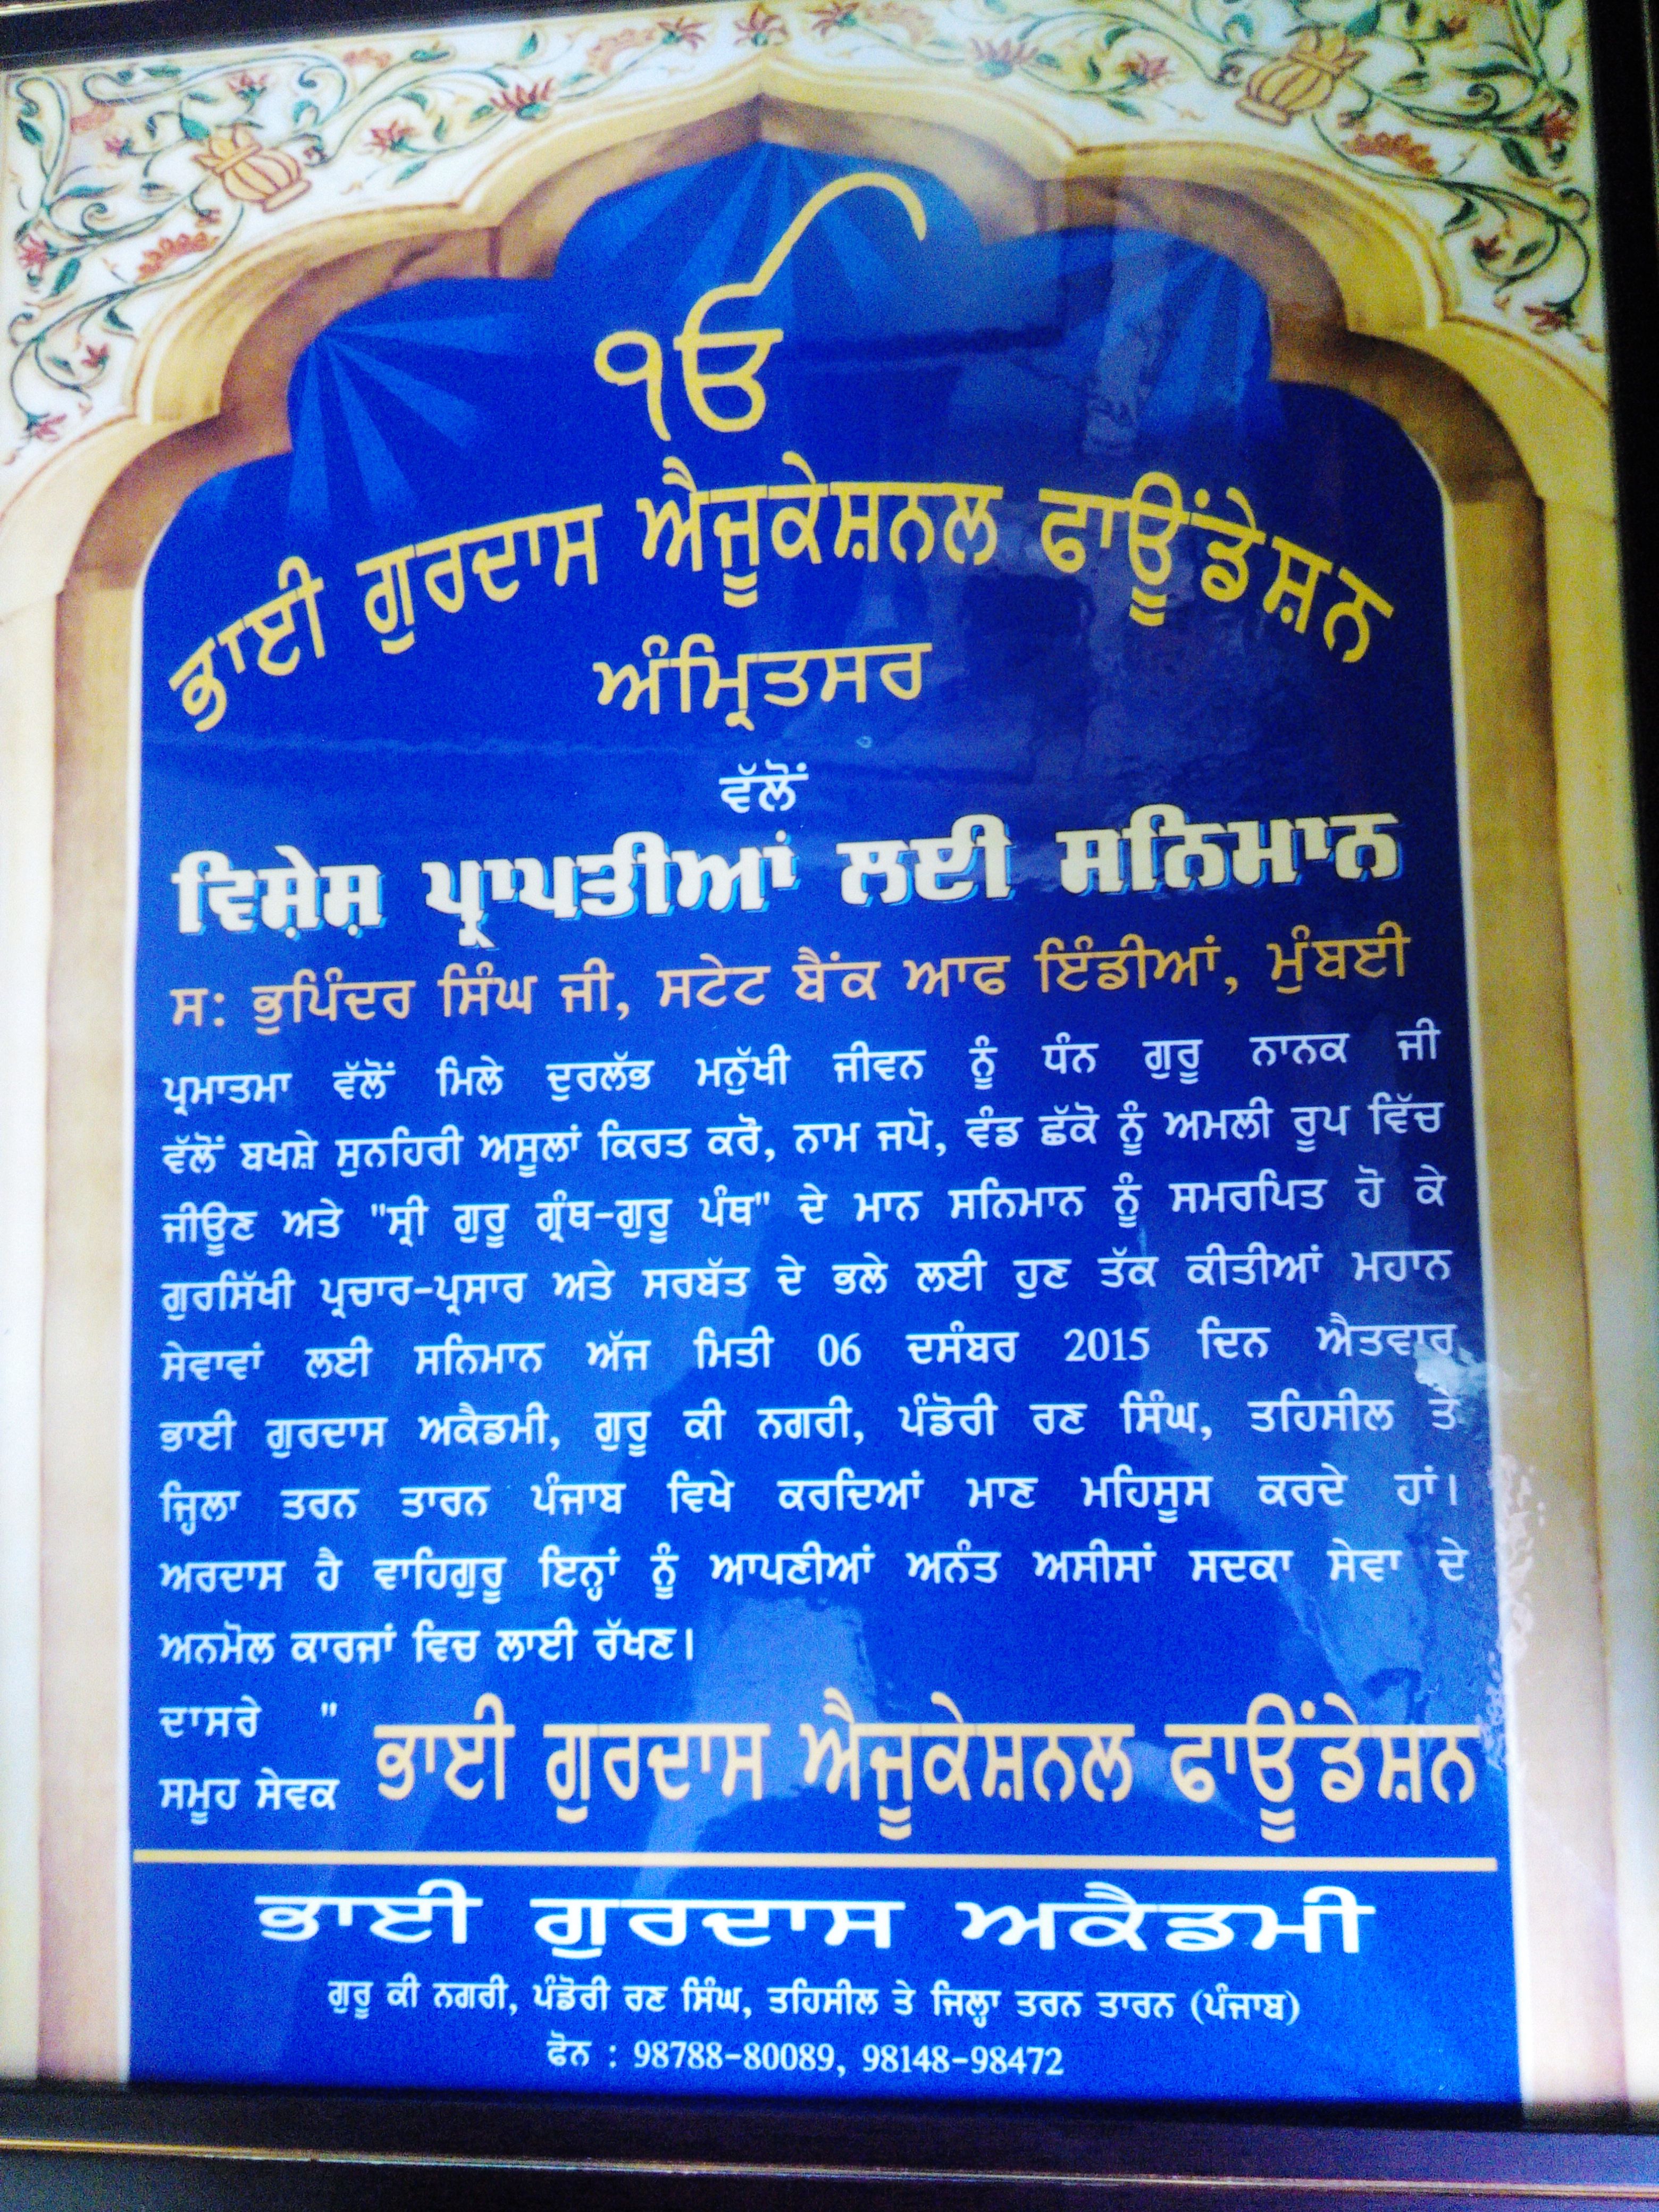 ੴ
ਭਾਈ ਗੁਰਦਾਸ ਐਜੂਕੇਸ਼ਨਲ ਫਾਊਂਡੇਸ਼ਨ
ਅੰਮ੍ਰਿਤਸਰ
ਵੱਲੋਂ
ਵਿਸ਼ੇਸ਼ ਪ੍ਰਾਪਤੀਆਂ ਲਈ ਸਨਿਮਾਨ
ਸ: ਭੁਪਿੰਦਰ ਸਿੰਘ ਜੀ, ਸਟੇਟ ਬੈਂਕ ਆਫ ਇੰਡੀਆਂ, ਮੁੰਬਈ
ਪ੍ਰਮਾਤਮਾ ਵੱਲੋਂ ਮਿਲੇ ਦੁਰਲੱਭ ਮਨੁੱਖੀ ਜੀਵਨ ਨੂੰ ਧੰਨ ਗੁਰੂ ਨਾਨਕ ਜੀ
ਵੱਲੋਂ ਬਖਸ਼ੇ ਸੁਨਹਿਰੀ ਅਸੂਲਾਂ ਕਿਰਤ ਕਰੋ, ਨਾਮ ਜਪੋ, ਵੰਡ ਛੱਕੋ ਨੂੰ ਅਮਲੀ ਰੂਪ ਵਿੱਚ
ਜੀਊਣ ਅਤੇ "ਸ੍ਰੀ ਗੁਰੂ ਗ੍ਰੰਥ-ਗੁਰੂ ਪੰਥ" ਦੇ ਮਾਨ ਸਨਿਮਾਨ ਨੂੰ ਸਮਰਪਿਤ ਹੋ ਕੇ
ਗੁਰਸਿੱਖੀ ਪ੍ਰਚਾਰ-ਪ੍ਰਸਾਰ ਅਤੇ ਸਰਬੱਤ ਦੇ ਭਲੇ ਲਈ ਹੁਣ ਤੱਕ ਕੀਤੀਆਂ ਮਹਾਨ
ਸੇਵਾਵਾਂ ਲਈ ਸਨਿਮਾਨ ਅੱਜ ਮਿਤੀ 06 ਦਸੰਬਰ 2015 ਦਿਨ ਐਤਵਾਰ
ਭਾਈ ਗੁਰਦਾਸ ਅਕੈਡਮੀ, ਗੁਰੂ ਕੀ ਨਗਰੀ, ਪੰਡੋਰੀ ਰਣ ਸਿੰਘ, ਤਹਿਸੀਲ ਤੇ
ਜ੍ਹਿਲਾ ਤਰਨ ਤਾਰਨ ਪੰਜਾਬ ਵਿਖੇ ਕਰਦਿਆਂ ਮਾਣ ਮਹਿਸੂਸ ਕਰਦੇ ਹਾਂ।
ਅਰਦਾਸ ਹੈ ਵਾਹਿਗੁਰੂ ਇਨ੍ਹਾਂ ਨੂੰ ਆਪਣੀਆਂ ਅਨੰਤ ਅਸੀਸਾਂ ਸਦਕਾ ਸੇਵਾ ਦੇ
ਅਨਮੋਲ ਕਾਰਜਾਂ ਵਿਚ ਲਾਈ ਰੱਖਣ।
ਦਾਸਰੇ "
ਸਮੂਹ ਸੇਵਕ ਭਾਈ ਗੁਰਦਾਸ ਐਜੂਕੇਸ਼ਨਲ ਫਾਊਂਡੇਸ਼ਨ
ਭਾਈ ਗੁਰਦਾਸ ਅਕੈਡਮੀ
ਗੁਰੂ ਕੀ ਨਗਰੀ, ਪੰਡੋਰੀ ਰਣ ਸਿੰਘ, ਤਹਿਸੀਲ ਤੇ ਜਿਲ੍ਹਾ ਤਰਨ ਤਾਰਨ (ਪੰਜਾਬ)
ਫੋਨ : 98788-80089, 98148-98472